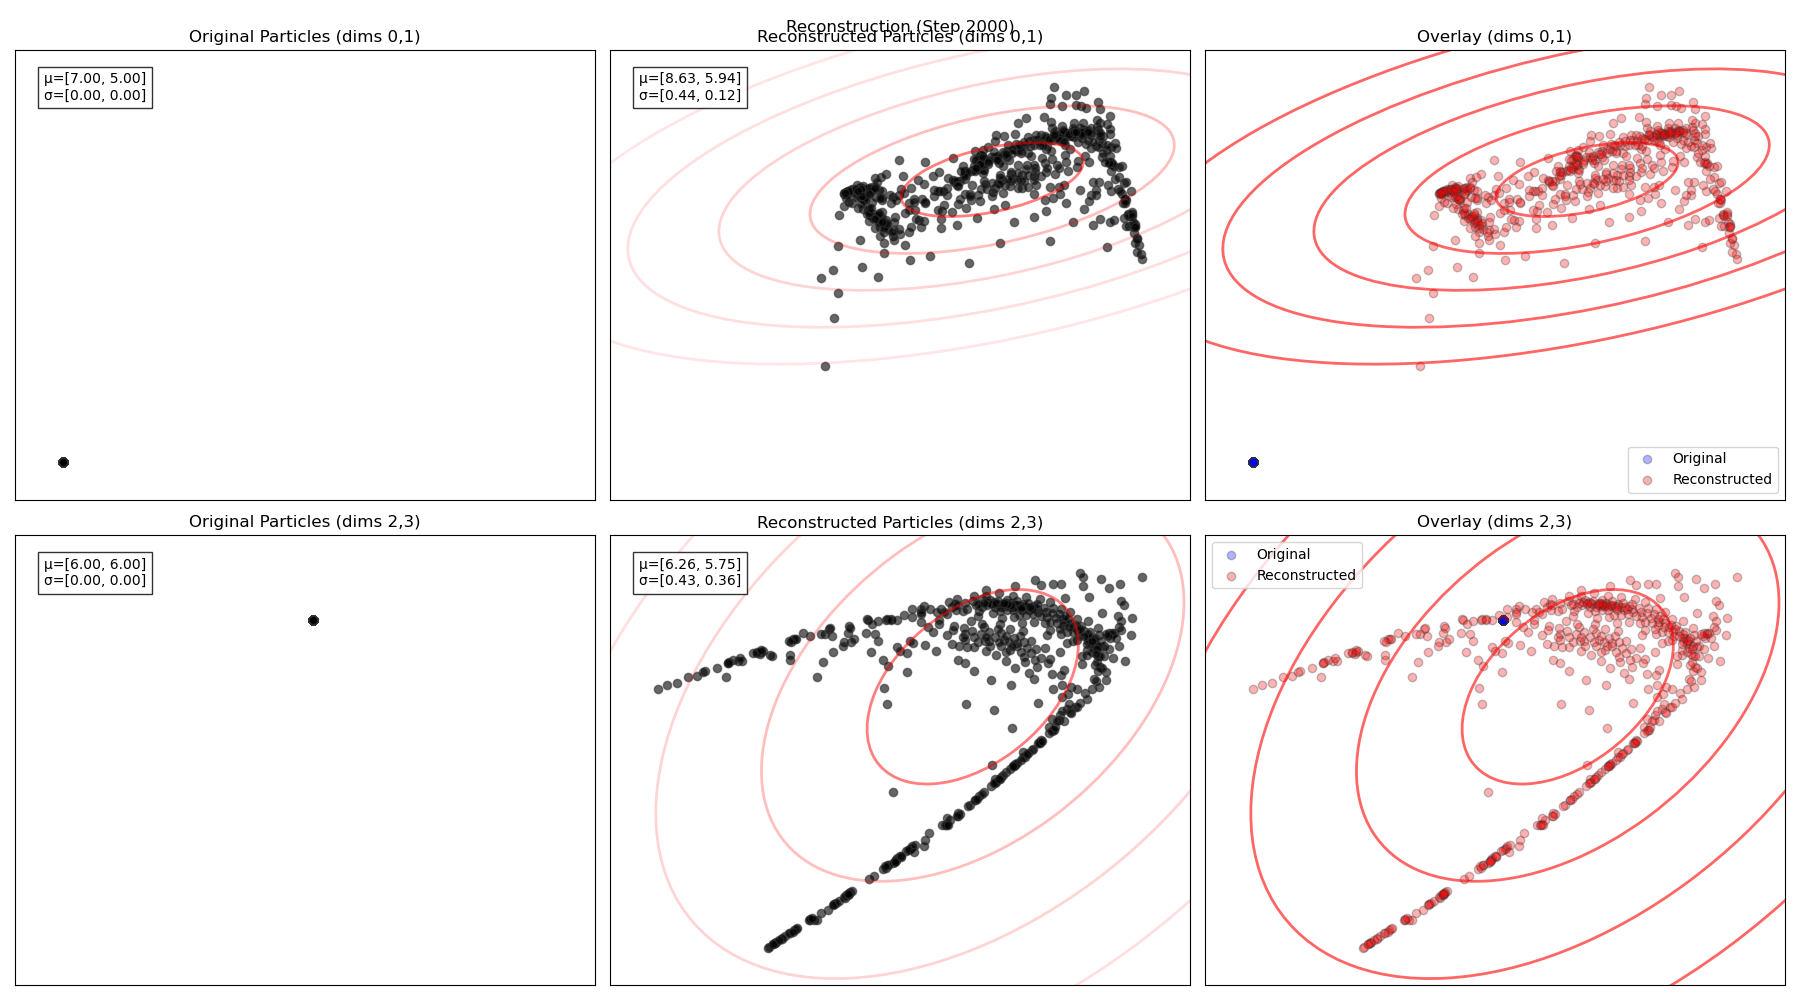 Reconstruction (Step 2000)
Original Particles (dims 0,1)
Reconstructed Particles (dims 0,1)
Overlay (dims 0,1)
μ=[7.00, 5.00]
σ=[0.00, 0.00]
μ=[8.63, 5.94]
σ=[0.44, 0.12]
Original
Reconstructed
Original Particles (dims 2,3)
Reconstructed Particles (dims 2,3)
Overlay (dims 2,3)
μ=[6.00, 6.00]
σ=[0.00, 0.00]
μ=[6.26, 5.75]
σ=[0.43, 0.36]
Original
Reconstructed